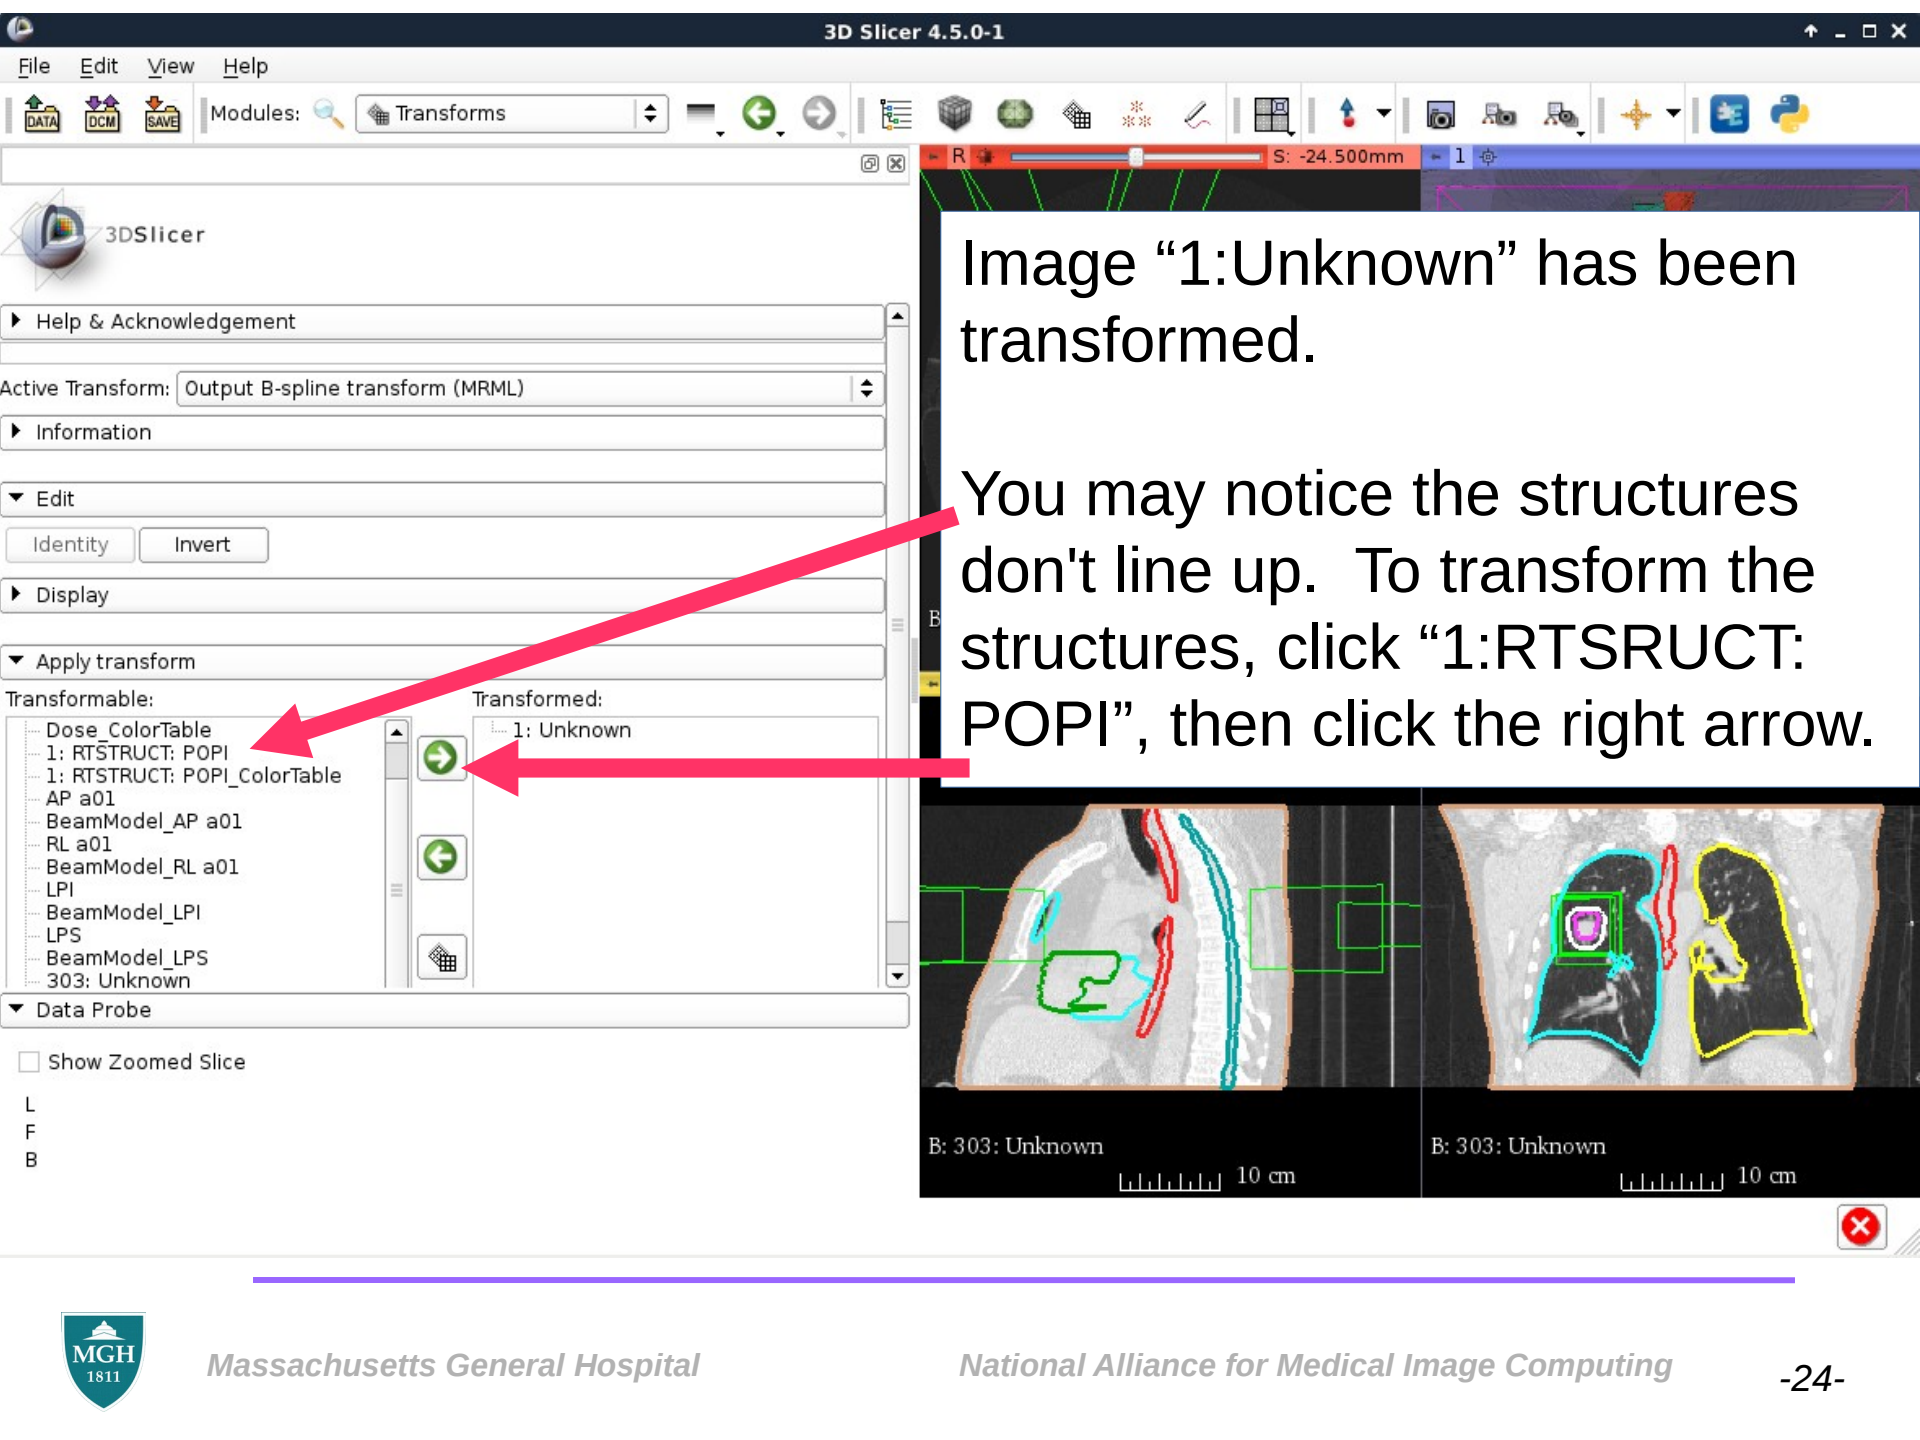 3D Slicer 4.5.0-1
File Edit View Help
DATA DCM SAVE Modules: Transforms
R S: -24.500mm 1
3DSlicer
Help & Acknowledgement
Active Transform: Output B-spline transform (MRML)
Information
Edit
Identity Invert
Display
Apply transform
Transformable: Transformed:
Dose_ColorTable
1: RTSTRUCT: POPI
1: RTSTRUCT: POPI_ColorTable
AP a01
BeamModel_AP a01
RL a01
BeamModel_RL a01
LPI
BeamModel_LPI
LPS
BeamModel_LPS
303: Unknown
1: Unknown
Data Probe
Show Zoomed Slice
L
F
B
Image “1:Unknown” has been
transformed.
You may notice the structures
don't line up.  To transform the
structures, click “1:RTSRUCT:
POPI”, then click the right arrow.
B
B: 303: Unknown
10 cm
B: 303: Unknown
10 cm
MGH
1811
Massachusetts General Hospital
National Alliance for Medical Image Computing
-24-